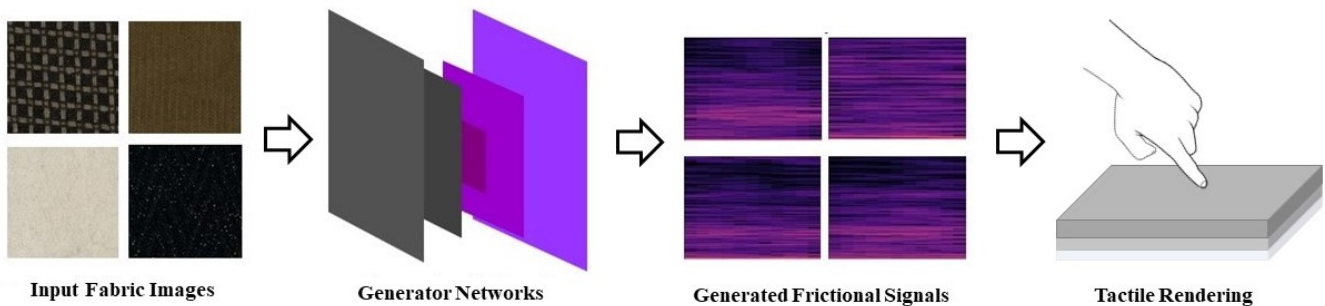 Input Fabric Images
Generator Networks
Generated Frictional Signals
Tactile Rendering